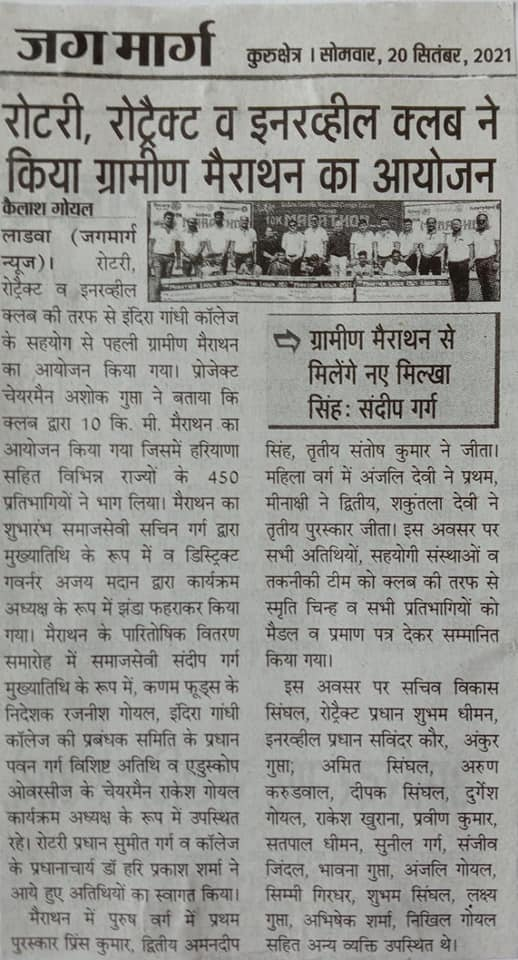 जग मार्ग
कुरुक्षेत्र । सोमवार, 20 सितंबर, 2021
रोटरी, रोट्रैक्ट व इनरव्हील क्लब ने
किया ग्रामीण मैराथन का आयोजन
कैलाश गोयल
लाडवा (जगमार्ग
न्यूज)। रोटरी,
रोट्रैक्ट व इनरव्हील
क्लब की तरफ से इंदिरा गांधी कॉलेज
के सहयोग से पहली ग्रामीण मैराथन
का आयोजन किया गया। प्रोजेक्ट
चेयरमैन अशोक गुप्ता ने बताया कि
क्लब द्वारा 10 कि. मी. मैराथन का
आयोजन किया गया जिसमें हरियाणा
सहित विभिन्न राज्यों के 450
प्रतिभागियों ने भाग लिया। मैराथन का
शुभारंभ समाजसेवी सचिन गर्ग द्वारा
मुख्यातिथि के रूप में व डिस्ट्रिक्ट
गवर्नर अजय मदान द्वारा कार्यक्रम
अध्यक्ष के रूप में झंडा फहराकर किया
गया। मैराथन के पारितोषिक वितरण
समारोह में समाजसेवी संदीप गर्ग
मुख्यातिथि के रूप में, कणम फूड्स के
निदेशक रजनीश गोयल, इंदिरा गांधी
कॉलेज की प्रबंधक समिति के प्रधान
पवन गर्ग विशिष्ट अतिथि व एडुस्कोप
ओवरसीज के चेयरमैन राकेश गोयल
कार्यक्रम अध्यक्ष के रूप में उपस्थित
रहे। रोटरी प्रधान सुमीत गर्ग व कॉलेज
के प्रधानाचार्य डॉ हरि प्रकाश शर्मा ने
आये हुए अतिथियों का स्वागत किया।
मैराथन में पुरुष वर्ग में प्रथम
पुरस्कार प्रिंस कुमार, द्वितीय अमनदीप
MARATHON
10K
ग्रामीण मैराथन से
मिलेंगे नए मिल्खा
सिंह: संदीप गर्ग
सिंह, तृतीय संतोष कुमार ने जीता।
महिला वर्ग में अंजलि देवी ने प्रथम,
मीनाक्षी ने द्वितीय, शकुंतला देवी ने
तृतीय पुरस्कार जीता। इस अवसर पर
सभी अतिथियों, सहयोगी संस्थाओं व
तकनीकी टीम को क्लब की तरफ से
स्मृति चिन्ह व सभी प्रतिभागियों को
मैडल व प्रमाण पत्र देकर सम्मानित
किया गया।
इस अवसर पर सचिव विकास
सिंघल, रोट्रैक्ट प्रधान शुभम धीमन,
इनरव्हील प्रधान सविंदर कौर, अंकुर
गुप्ता, अमित सिंघल, अरुण
करुडवाल, दीपक सिंघल, दुर्गेश
गोयल, राकेश खुराना, प्रवीण कुमार,
सतपाल धीमन, सुनील गर्ग, संजीव
जिंदल, भावना गुप्ता, अंजलि गोयल,
सिम्मी गिरधर, शुभम सिंघल, लक्ष्य
गुप्ता, अभिषेक शर्मा, निखिल गोयल
सहित अन्य व्यक्ति उपस्थित थे।